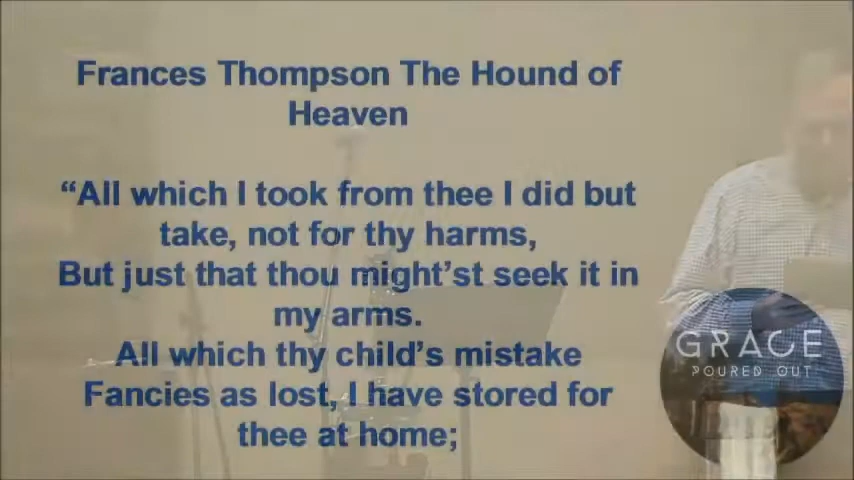 Frances Thompson The Hound of
Heaven
“All which I took from thee I did but
take, not for thy harms,
But just that thou might’st seek it in
my arms.
All which thy child’s mistake
Fancies as lost, I have stored for
thee at home;
GRACE
POURED OUT